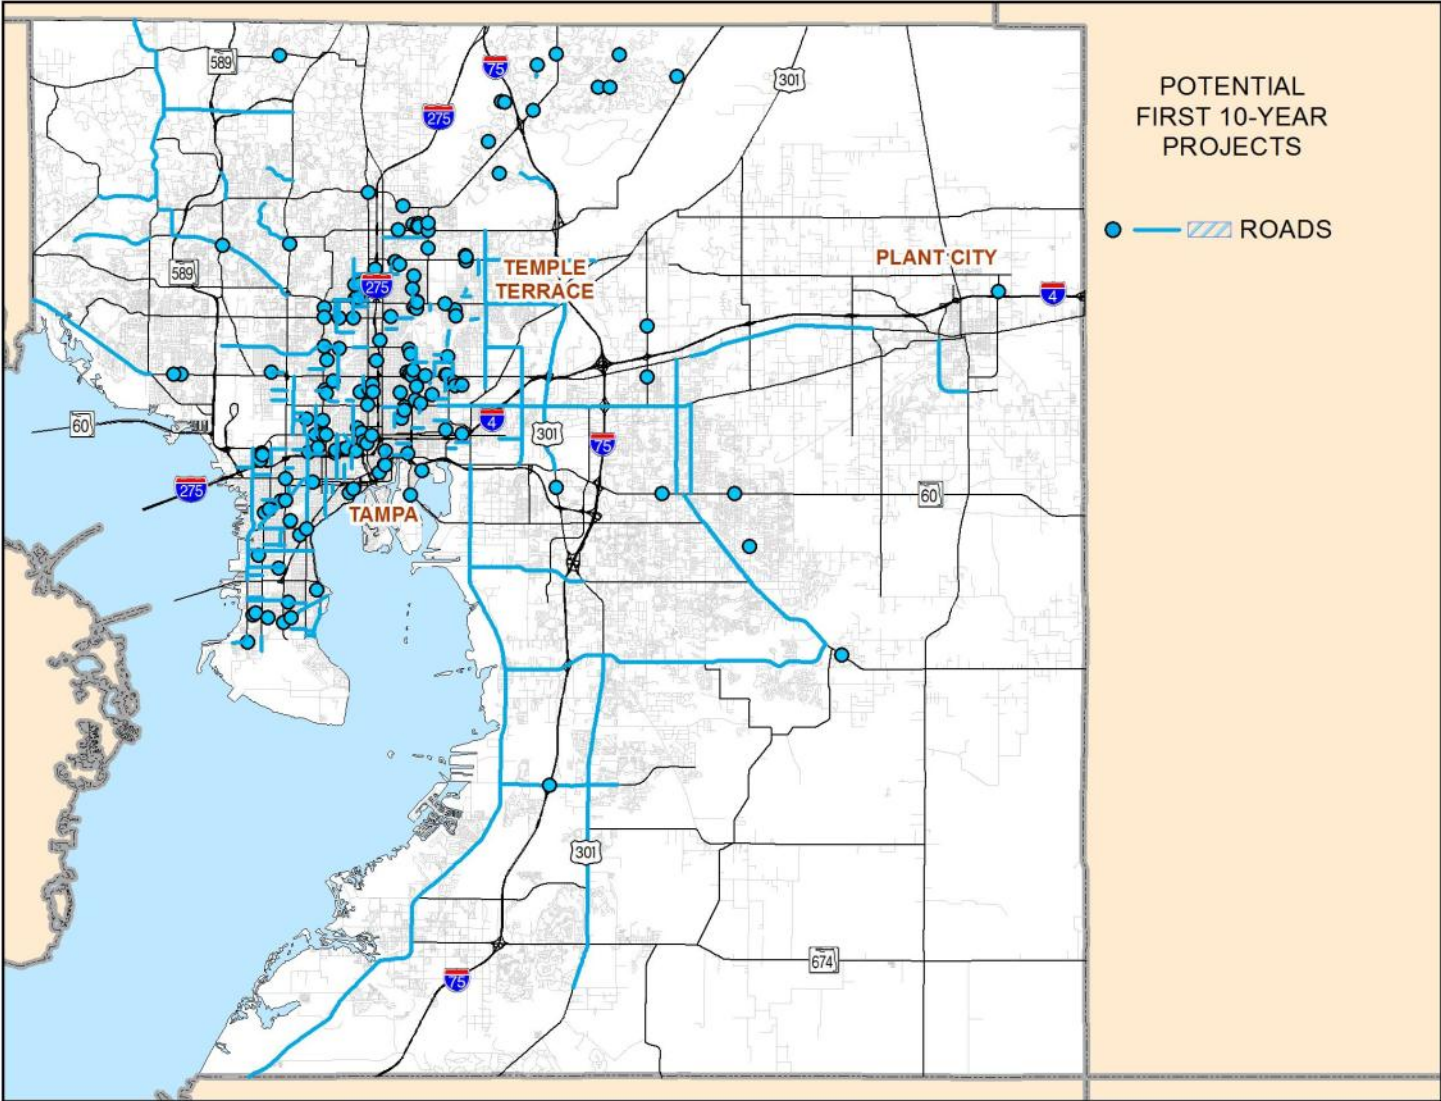 589
75
301
275
POTENTIAL
FIRST 10-YEAR
PROJECTS
ROADS
PLANT CITY
TEMPLE
TERRACE
589
275
4
60
4
301
75
275
60
TAMPA
301
674
75